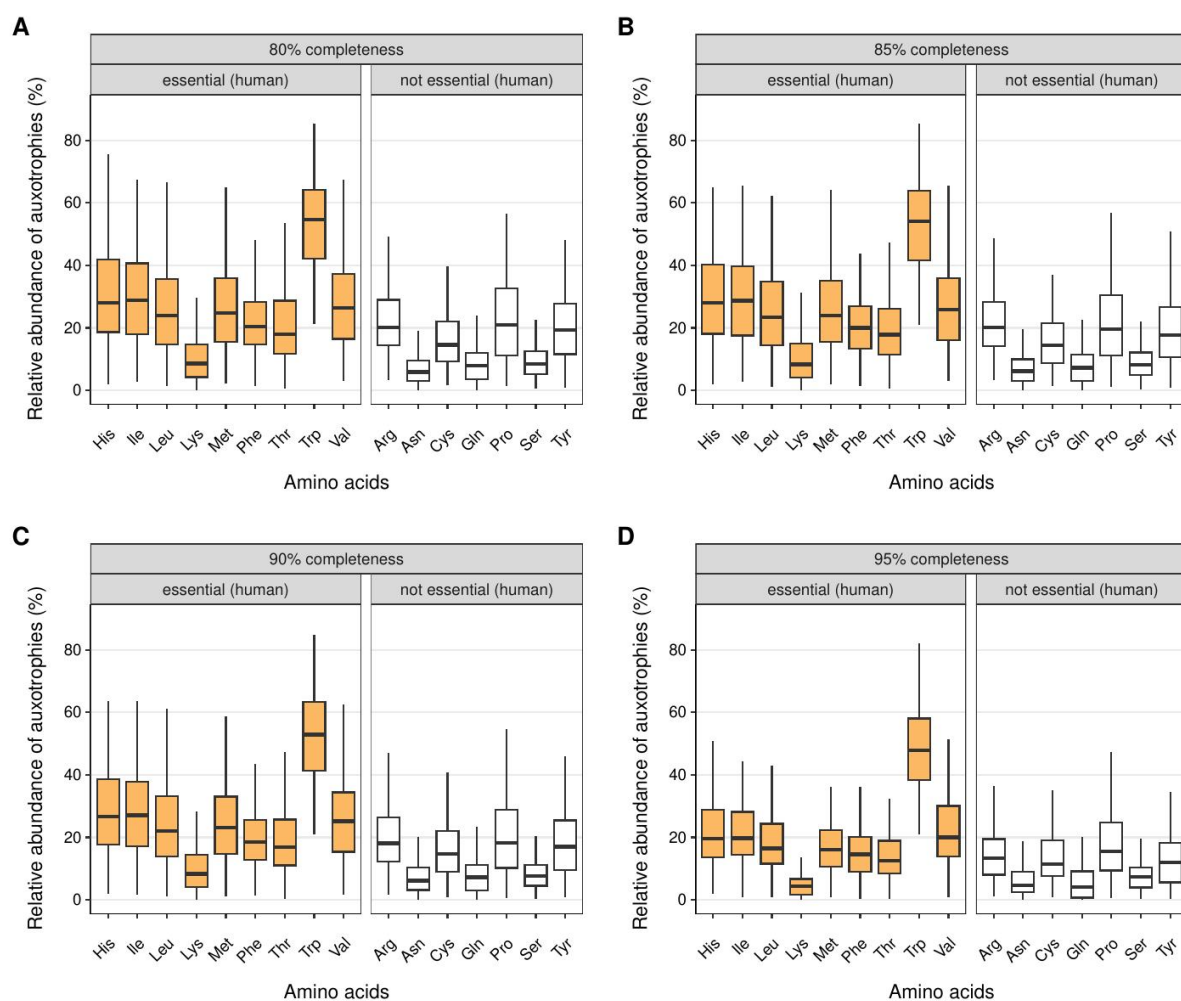 A
80% completeness
essential (human)
not essential (human)
Relative abundance of auxotrophies (%)
80
60
40
20
0
His Ile Leu Lys Met Phe Thr Trp Val Arg Asn Cys Gln Pro Ser Tyr
Amino acids
B
85% completeness
essential (human)
not essential (human)
Relative abundance of auxotrophies (%)
80
60
40
20
0
His Ile Leu Lys Met Phe Thr Trp Val Arg Asn Cys Gln Pro Ser Tyr
Amino acids
C
90% completeness
essential (human)
not essential (human)
Relative abundance of auxotrophies (%)
80
60
40
20
0
His Ile Leu Lys Met Phe Thr Trp Val Arg Asn Cys Gln Pro Ser Tyr
Amino acids
D
95% completeness
essential (human)
not essential (human)
Relative abundance of auxotrophies (%)
80
60
40
20
0
His Ile Leu Lys Met Phe Thr Trp Val Arg Asn Cys Gln Pro Ser Tyr
Amino acids